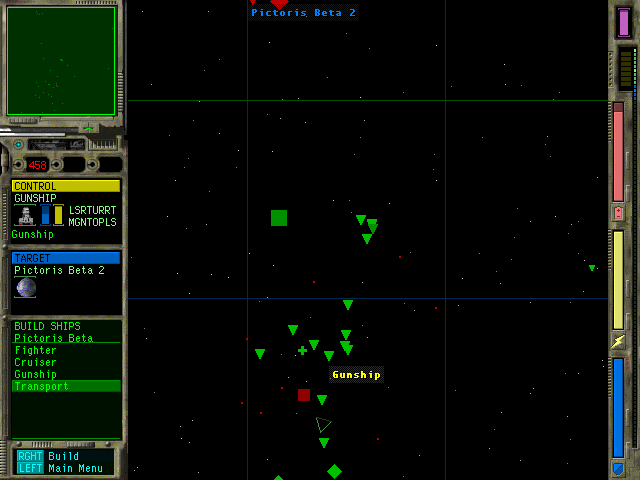 Pictoris Beta 2
458
CONTROL
GUNSHIP
LSRTURRT
MGNTOPLS
Gunship
TARGET
Pictoris Beta 2
BUILD SHIPS
Pictoris Beta
Fighter
Cruiser
Gunship
Transport
Gunship
RGHT Build
LEFT Main Menu